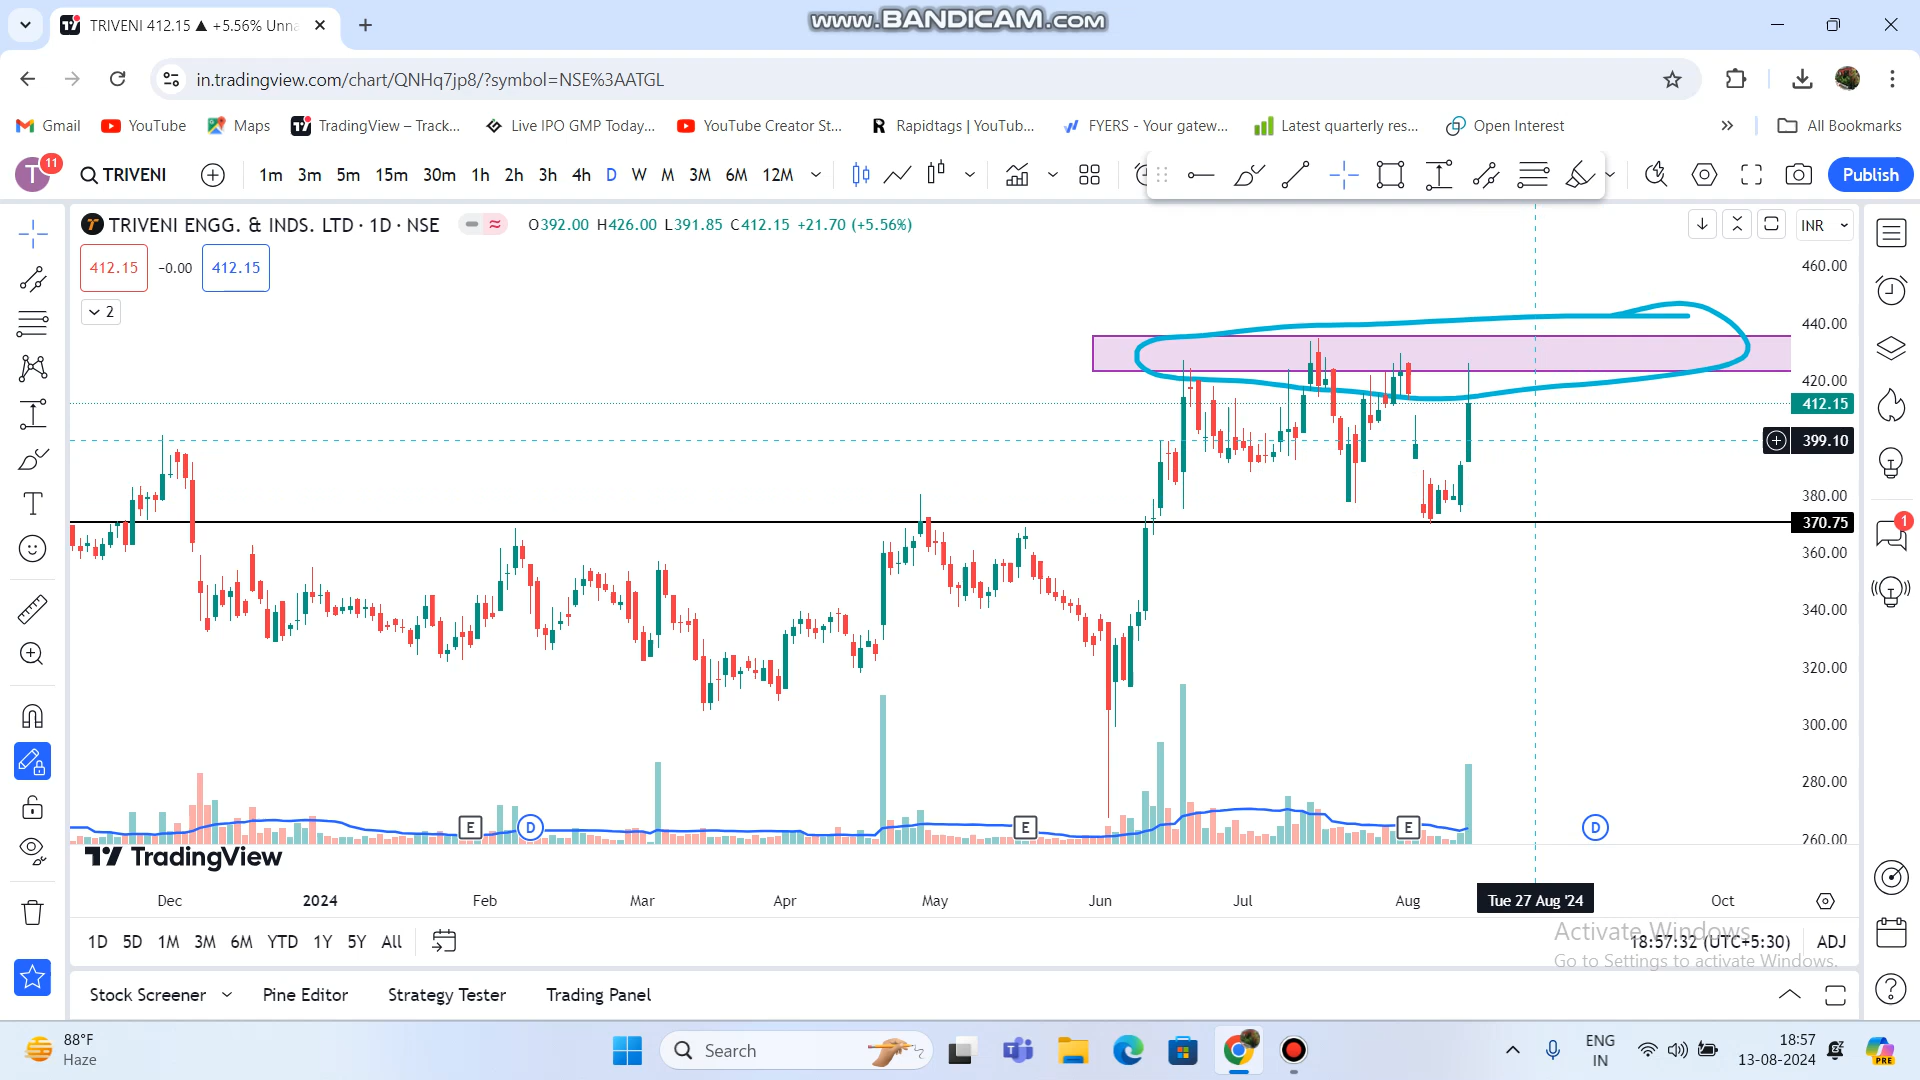 TRIVENI 412.15 ▲ +5.56% Unna
www.BANDICAM.com
in.tradingview.com/chart/QNHq7jp8/?symbol=NSE%3AATGL
Gmail YouTube Maps TradingView – Track... Live IPO GMP Today... YouTube Creator St... Rapidtags | YouTub... FYERS - Your gatew... Latest quarterly res... Open Interest » All Bookmarks
T 11 TRIVENI 1m 3m 5m 15m 30m 1h 2h 3h 4h D W M 3M 6M 12M Publish
TRIVENI ENGG. & INDS. LTD · 1D · NSE O392.00 H426.00 L391.85 C412.15 +21.70 (+5.56%) INR
412.15 -0.00 412.15
2
460.00
440.00
420.00
412.15
399.10
380.00
370.75
360.00
340.00
320.00
300.00
280.00
260.00
E D E E D
TradingView
Dec 2024 Feb Mar Apr May Jun Jul Aug Tue 27 Aug '24 Oct
1D 5D 1M 3M 6M YTD 1Y 5Y All 18:57:32 (UTC+5:30) ADJ
Activate Windows
Go to Settings to activate Windows.
Stock Screener Pine Editor Strategy Tester Trading Panel
1
88°F
Haze
Search
ENG
IN
18:57
13-08-2024
PRE